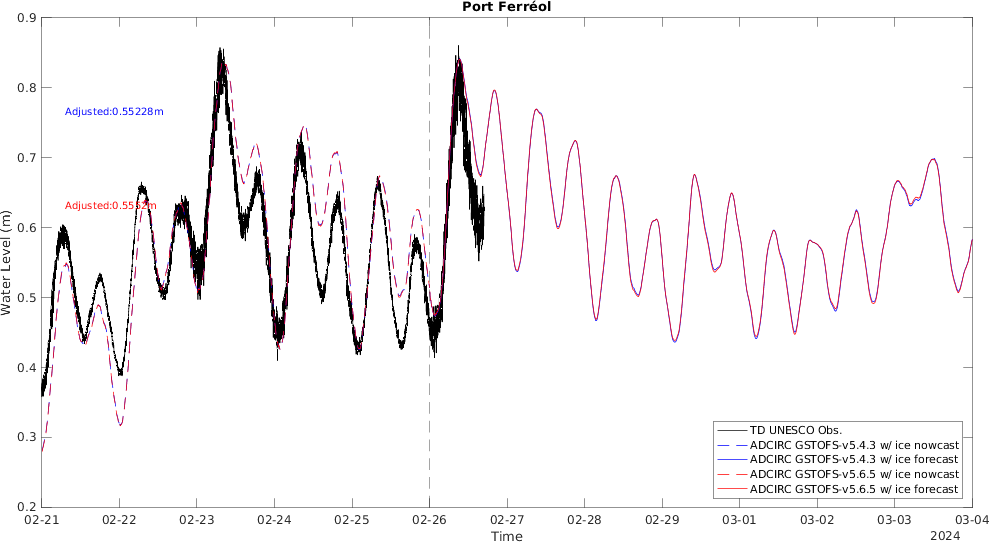 Port Ferréol
0.9
0.8
0.7
0.6
0.5
0.4
0.3
0.2
Water Level (m)
Adjusted:0.55228m
Adjusted:0.5552m
TD UNESCO Obs.
ADCIRC GSTOFS-v5.4.3 w/ ice nowcast
ADCIRC GSTOFS-v5.4.3 w/ ice forecast
ADCIRC GSTOFS-v5.6.5 w/ ice nowcast
ADCIRC GSTOFS-v5.6.5 w/ ice forecast
02-21 02-22 02-23 02-24 02-25 02-26 02-27 02-28 02-29 03-01 03-02 03-03 03-04
Time
2024